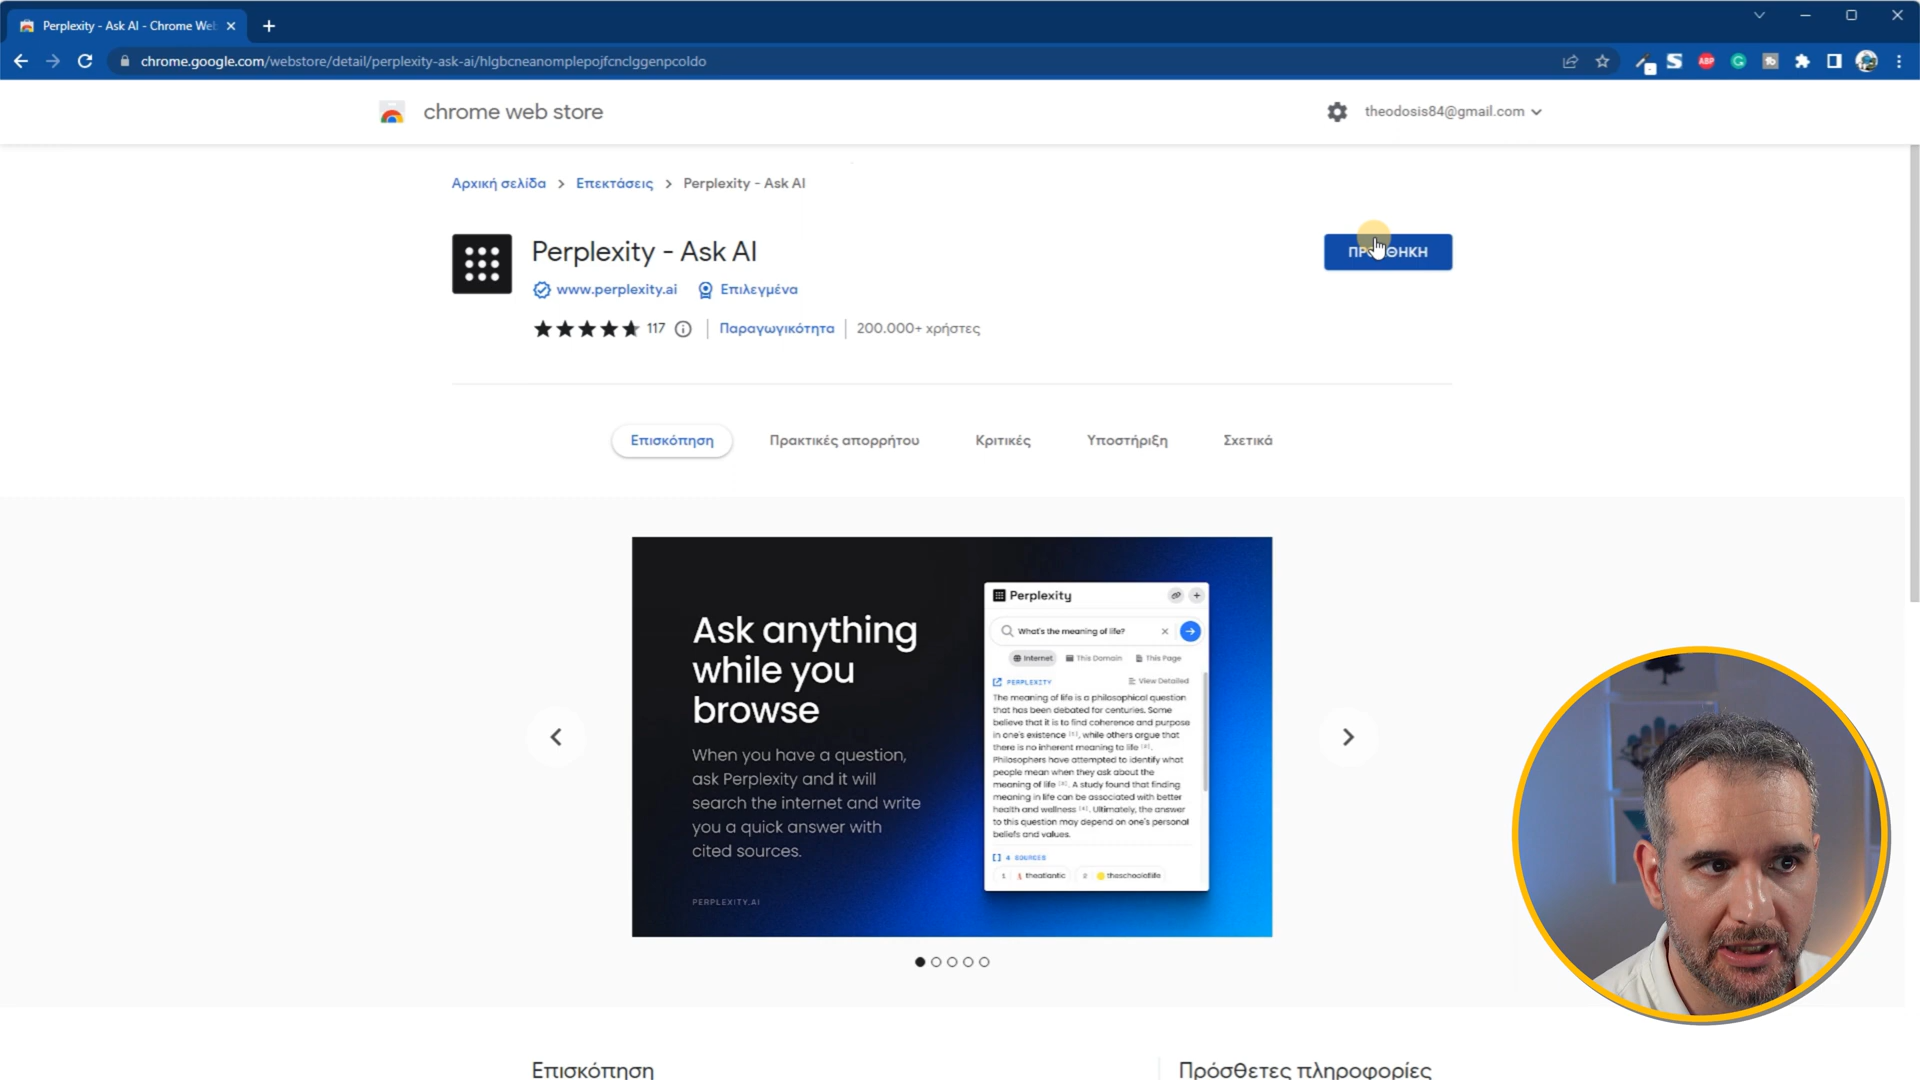 Perplexity - Ask AI - Chrome Wel
chrome.google.com/webstore/detail/perplexity-ask-ai/hlgbcneanomplepojfcnclggenpcoldo
ABP
chrome web store
theodosis84@gmail.com
Αρχική σελίδα > Επεκτάσεις > Perplexity - Ask AI
Perplexity - Ask AI
www.perplexity.ai
Επιλεγμένα
117
Παραγωγικότητα
200.000+ χρήστες
Επισκόπηση
Πρακτικές απορρήτου
Κριτικές
Υποστήριξη
Σχετικά
Ask anything
while you
browse
When you have a question,
ask Perplexity and it will
search the internet and write
you a quick answer with
cited sources.
PERPLEXITY.AI
Perplexity
What's the meaning of life?
Internet
This Domain
This Page
PERPLEXITY
View Detailed
The meaning of life is a philosophical question
that has been debated for centuries. Some
believe that it is to find coherence and purpose
in one's existence [1], while others argue that
there is no inherent meaning to life [2].
Philosophers have attempted to identify what
people mean when they ask about the
meaning of life [3]. A study found that finding
meaning in life can be associated with better
health and wellness [4]. Ultimately, the answer
to this question may depend on one's personal
beliefs and values.
4 SOURCES
1 theatlantic
2 theschooloflife
Επισκόπηση
Πρόσθετες πληροφορίες